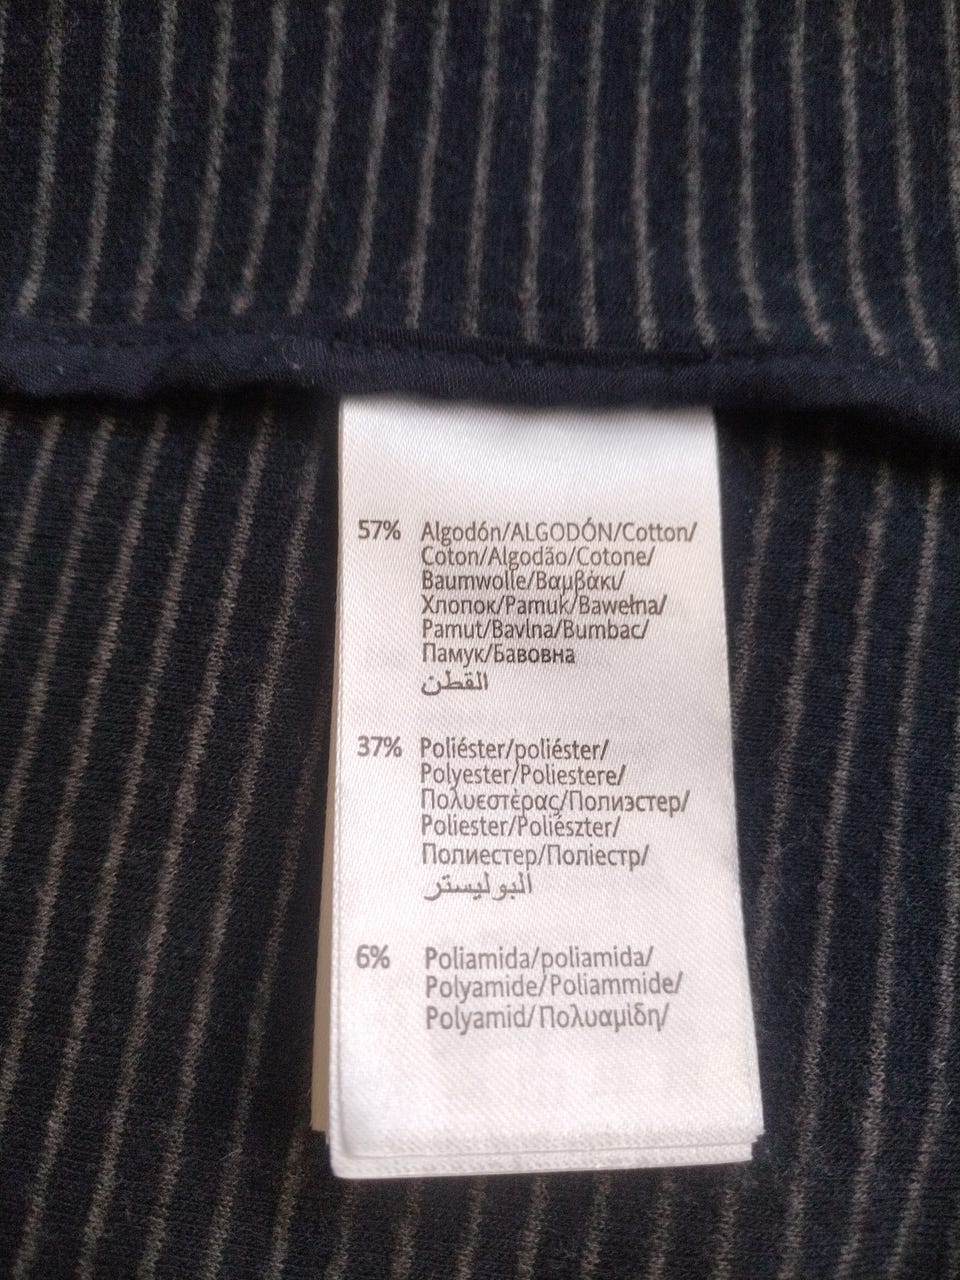 57% Algodón/ALGODÓN/Cotton/
Coton/Algodão/Cotone/
Baumwolle/Βαμβάκι/
Хлопок/Pamuk/Bawełna/
Pamut/Bavlna/Bumbac/
Памук/Бавовна
القطن
37% Poliéster/poliéster/
Polyester/Poliestere/
Πολυεστέρας/Полиэстер/
Poliester/Poliészter/
Полиестер/Поліестр/
البوليستر
6% Poliamida/poliamida/
Polyamide/Poliammide/
Polyamid/Πολυαμίδη/